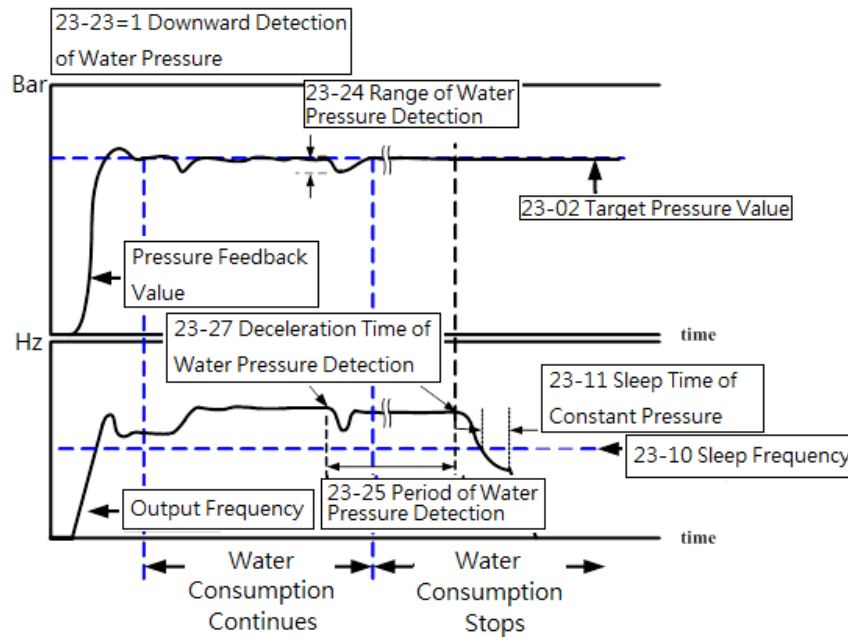 23-23=1 Downward Detection
of Water Pressure
Bar
23-24 Range of Water
Pressure Detection
23-02 Target Pressure Value
Pressure Feedback
Value
time
Hz
23-27 Deceleration Time of
Water Pressure Detection
23-11 Sleep Time of
Constant Pressure
23-10 Sleep Frequency
23-25 Period of Water
Pressure Detection
Output Frequency
time
Water
Consumption
Continues
Water
Consumption
Stops